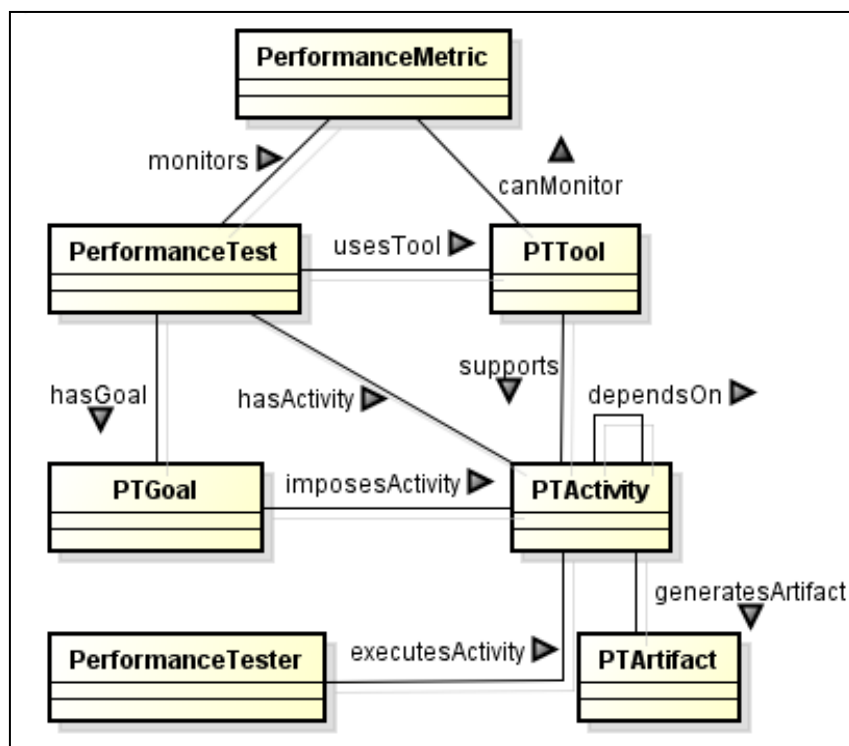 PerformanceMetric
monitors
canMonitor
PerformanceTest
usesTool
PTTool
hasGoal
hasActivity
supports
dependsOn
PTGoal
imposesActivity
PTActivity
generatesArtifact
PerformanceTester
executesActivity
PTArtifact